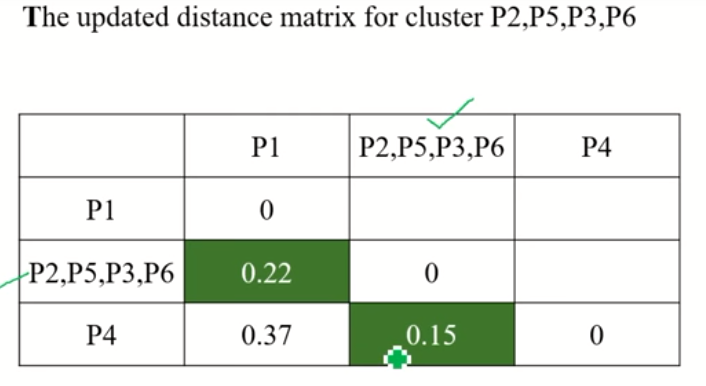 The updated distance matrix for cluster P2,P5,P3,P6
P1 P2,P5,P3,P6 P4
P1 0
P2,P5,P3,P6 0.22 0
P4 0.37 0.15 0